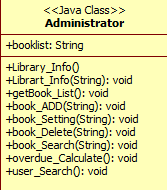 <<Java Class>>
Administrator
+booklist: String
+Library_Info()
+Librart_Info(String): void
+getBook_List(): void
+book_ADD(String): void
+book_Setting(String): void
+book_Delete(String): void
+book_Search(String): void
+overdue_Calculate(): void
+user_Search(): void